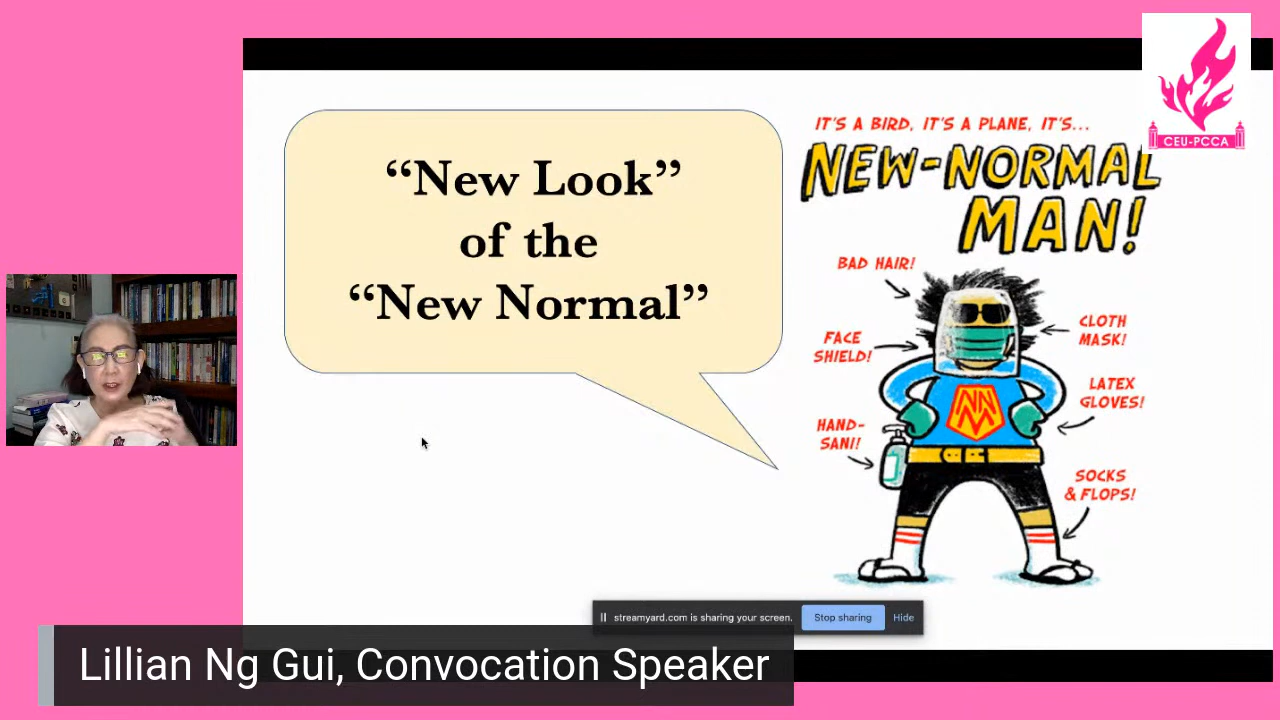 CEU-PCCA
“New Look”
of the
“New Normal”
IT'S A BIRD, IT'S A PLANE, IT'S...
NEW-NORMAL
MAN!
BAD HAIR!
FACE
SHIELD!
HAND-
SANI!
CLOTH
MASK!
LATEX
GLOVES!
SOCKS
& FLOPS!
NN
M
streamyard.com is sharing your screen.
Stop sharing
Hide
Lillian Ng Gui, Convocation Speaker